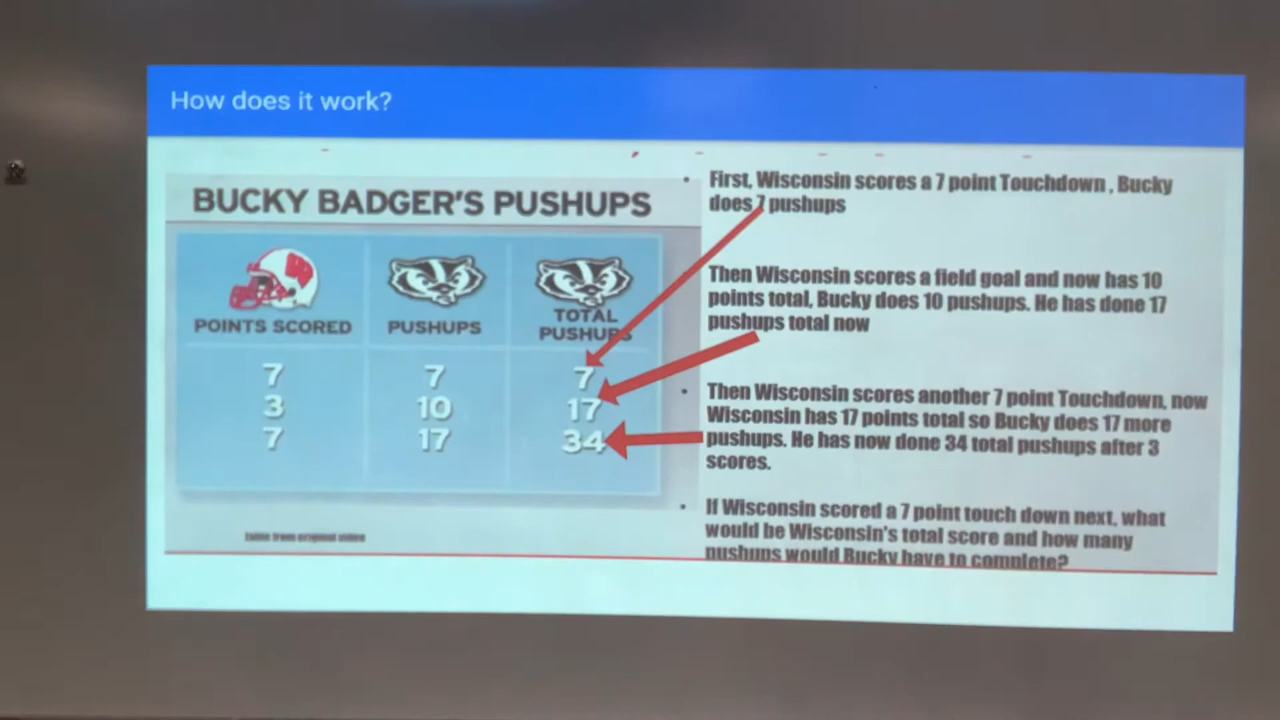 How does it work?
BUCKY BADGER'S PUSHUPS
W
POINTS SCORED
PUSHUPS
TOTAL
PUSHUPS
7 7 7
3 10 17
7 17 34
table from original video
• First, Wisconsin scores a 7 point Touchdown , Bucky
does 7 pushups
Then Wisconsin scores a field goal and now has 10
points total, Bucky does 10 pushups. He has done 17
pushups total now
• Then Wisconsin scores another 7 point Touchdown, now
Wisconsin has 17 points total so Bucky does 17 more
pushups. He has now done 34 total pushups after 3
scores.
• If Wisconsin scored a 7 point touch down next, what
would be Wisconsin's total score and how many
pushups would Bucky have to complete?